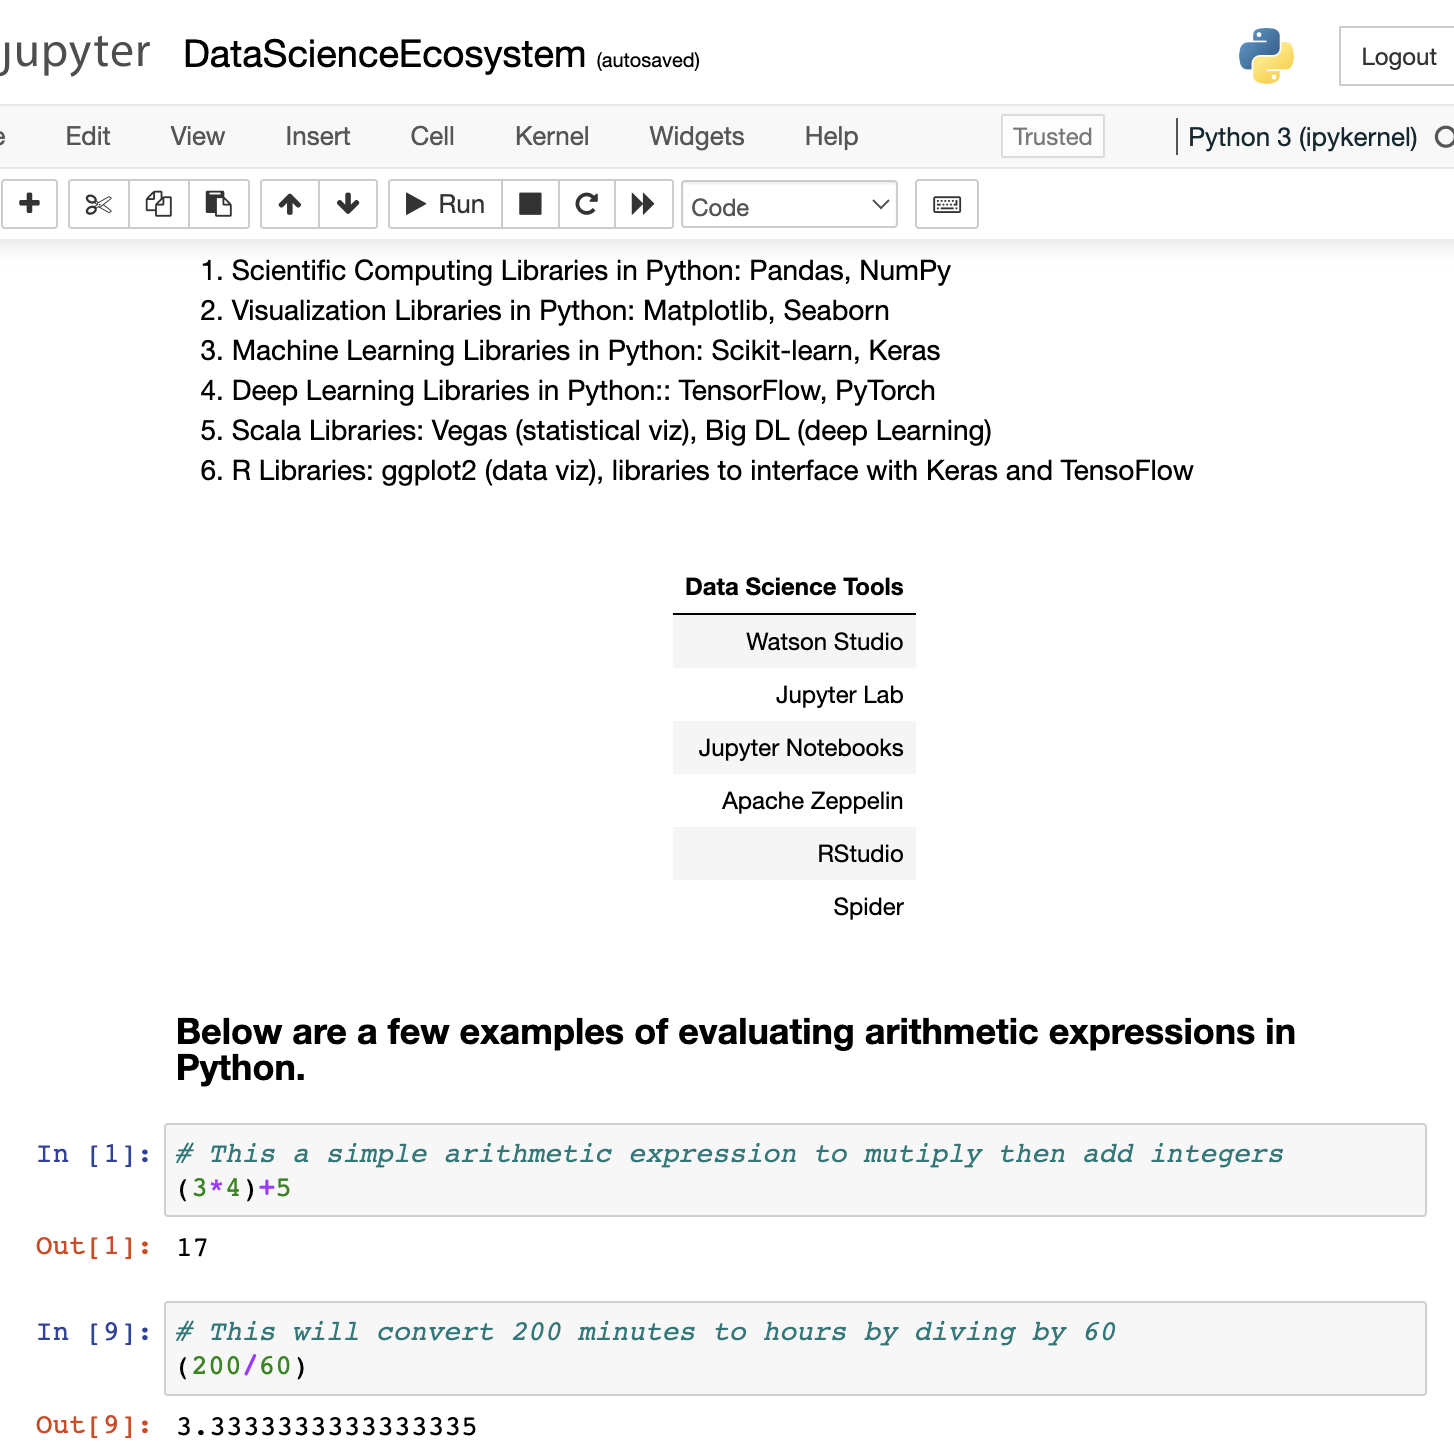 jupyter DataScienceEcosystem (autosaved) Logout
e Edit View Insert Cell Kernel Widgets Help Trusted Python 3 (ipykernel)
Run Code
1. Scientific Computing Libraries in Python: Pandas, NumPy
2. Visualization Libraries in Python: Matplotlib, Seaborn
3. Machine Learning Libraries in Python: Scikit-learn, Keras
4. Deep Learning Libraries in Python:: TensorFlow, PyTorch
5. Scala Libraries: Vegas (statistical viz), Big DL (deep Learning)
6. R Libraries: ggplot2 (data viz), libraries to interface with Keras and TensoFlow
Data Science Tools
Watson Studio
Jupyter Lab
Jupyter Notebooks
Apache Zeppelin
RStudio
Spider
Below are a few examples of evaluating arithmetic expressions in
Python.
In [1]: # This a simple arithmetic expression to mutiply then add integers
(3*4)+5
Out[1]: 17
In [9]: # This will convert 200 minutes to hours by diving by 60
(200/60)
Out[9]: 3.3333333333333335